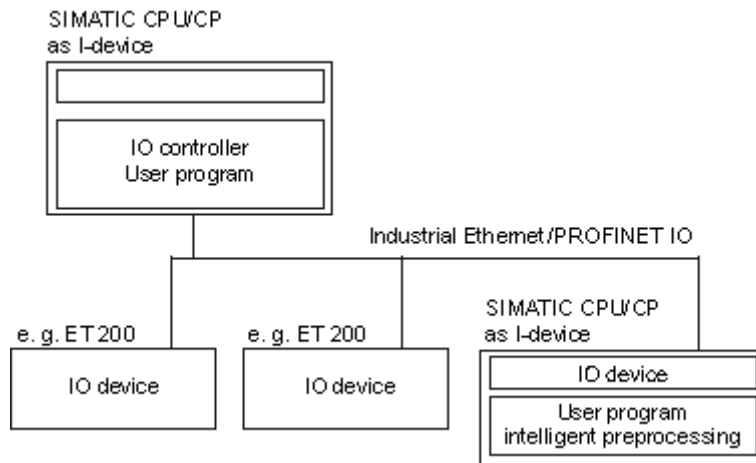 SIMATIC CPU/CP
as I-device
IO controller
User program
Industrial Ethernet/PROFINET IO
e. g. ET 200
IO device
e. g. ET 200
IO device
SIMATIC CPU/CP
as I-device
IO device
User program
intelligent preprocessing